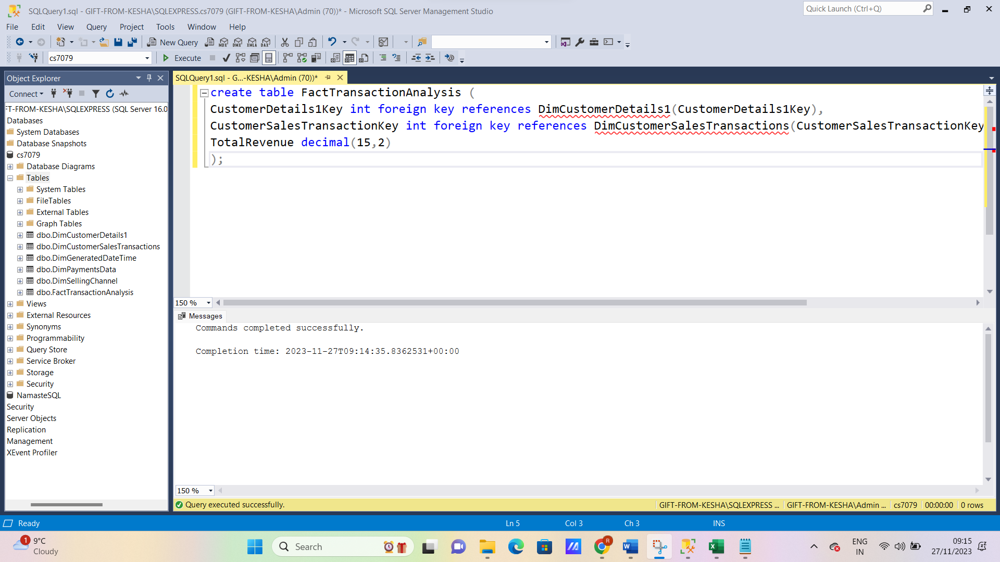 SQLQuery1.sql - GIFT-FROM-KESHA\SQLEXPRESS.cs7079 (GIFT-FROM-KESHA\Admin (70))* - Microsoft SQL Server Management Studio
Quick Launch (Ctrl+Q)
File Edit View Query Project Tools Window Help
New Query MDX DMX XMLA DAX
cs7079 Execute
Object Explorer
Connect
FT-FROM-KESHA\SQLEXPRESS (SQL Server 16.0
Databases
System Databases
Database Snapshots
cs7079
Database Diagrams
Tables
System Tables
FileTables
External Tables
Graph Tables
dbo.DimCustomerDetails1
dbo.DimCustomerSalesTransactions
dbo.DimGeneratedDateTime
dbo.DimPaymentsData
dbo.DimSellingChannel
dbo.FactTransactionAnalysis
Views
External Resources
Synonyms
Programmability
Query Store
Service Broker
Storage
Security
NamasteSQL
Security
Server Objects
Replication
Management
XEvent Profiler
SQLQuery1.sql - G...-KESHA\Admin (70))*
create table FactTransactionAnalysis (
CustomerDetails1Key int foreign key references DimCustomerDetails1(CustomerDetails1Key),
CustomerSalesTransactionKey int foreign key references DimCustomerSalesTransactions(CustomerSalesTransactionKey
TotalRevenue decimal(15,2)
);
150 %
Messages
Commands completed successfully.
Completion time: 2023-11-27T09:14:35.8362531+00:00
150 %
Query executed successfully.
GIFT-FROM-KESHA\SQLEXPRESS ... GIFT-FROM-KESHA\Admin ... cs7079 00:00:00 0 rows
Ready Ln 5 Col 3 Ch 3 INS
1
9°C
Cloudy
Search
R
ENG
IN
09:15
27/11/2023